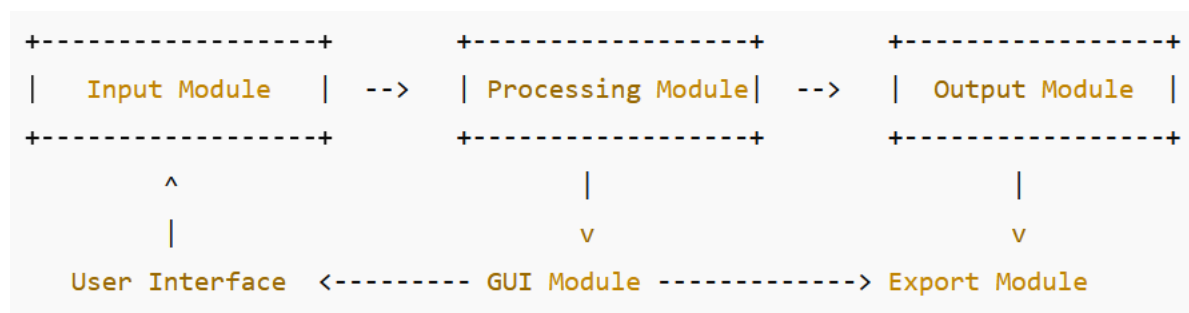 +------------------+        +------------------+        +-----------------+
|   Input Module   |  -->   | Processing Module|  -->   |  Output Module  |
+------------------+        +------------------+        +-----------------+
         ^                          |                           |
         |                          v                           v
   User Interface  <--------- GUI Module -------------> Export Module